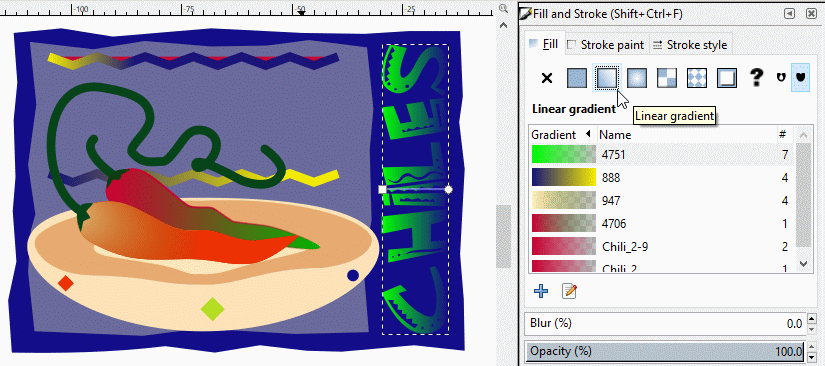 -100 -75 -50 -25
CHILES
Fill and Stroke (Shift+Ctrl+F)
Fill Stroke paint Stroke style
Linear gradient
Linear gradient
Gradient Name #
4751 7
888 4
947 4
4706 1
Chili_2-9 2
Chili_2 1
Blur (%) 0.0
Opacity (%) 100.0